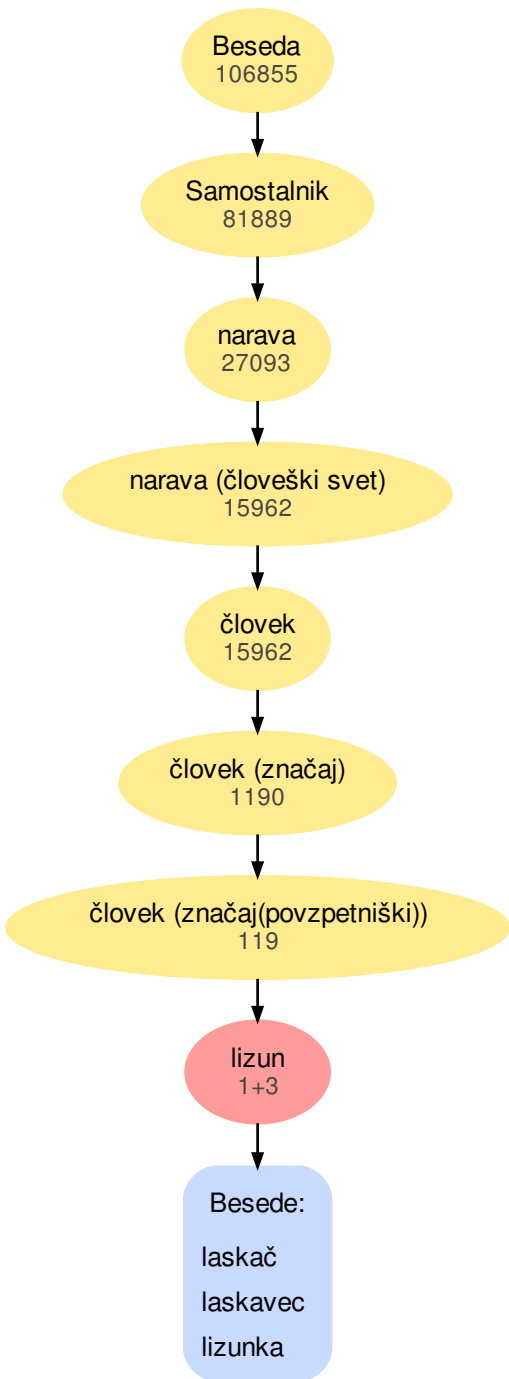 Beseda
106855
Samostalnik
81889
narava
27093
narava (človeški svet)
15962
človek
15962
človek (značaj)
1190
človek (značaj(povzpetniški))
119
lizun
1+3
Besede:
laskač
laskavec
lizunka